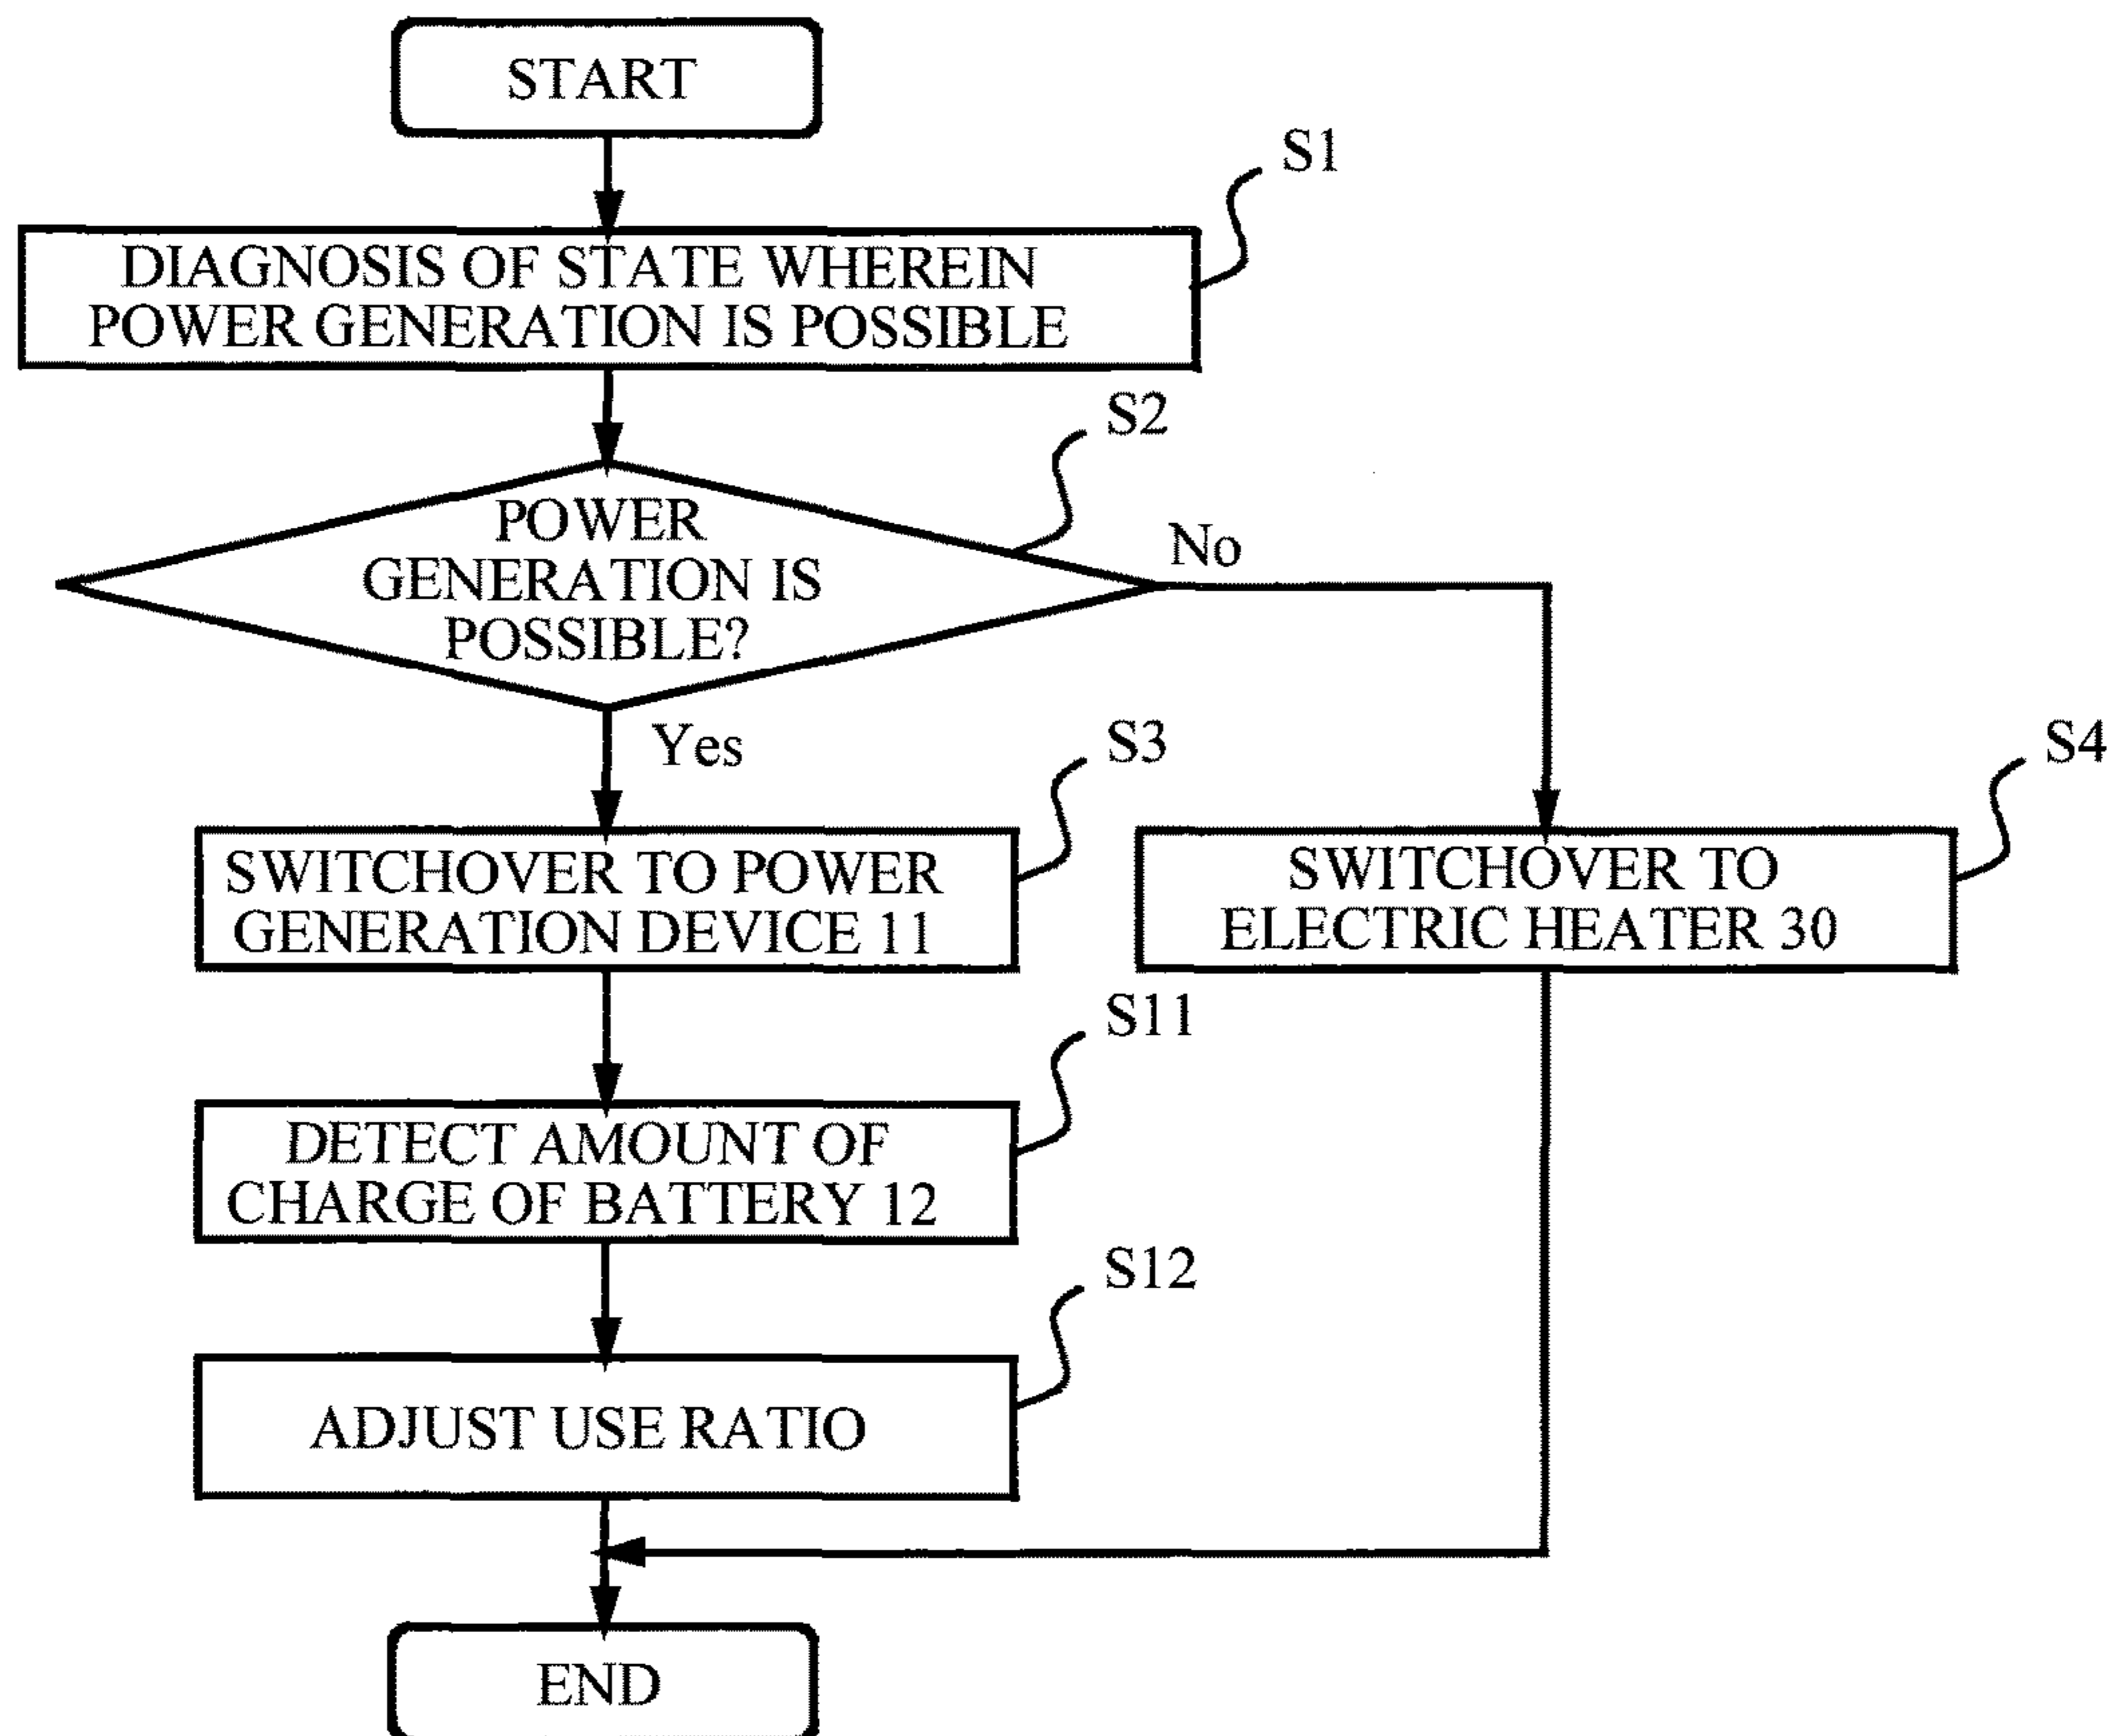 START
S1
DIAGNOSIS OF STATE WHEREIN
POWER GENERATION IS POSSIBLE
S2
POWER
GENERATION IS
POSSIBLE?
No
Yes
S3
SWITCHOVER TO POWER
GENERATION DEVICE 11
S4
SWITCHOVER TO
ELECTRIC HEATER 30
S11
DETECT AMOUNT OF
CHARGE OF BATTERY 12
S12
ADJUST USE RATIO
END